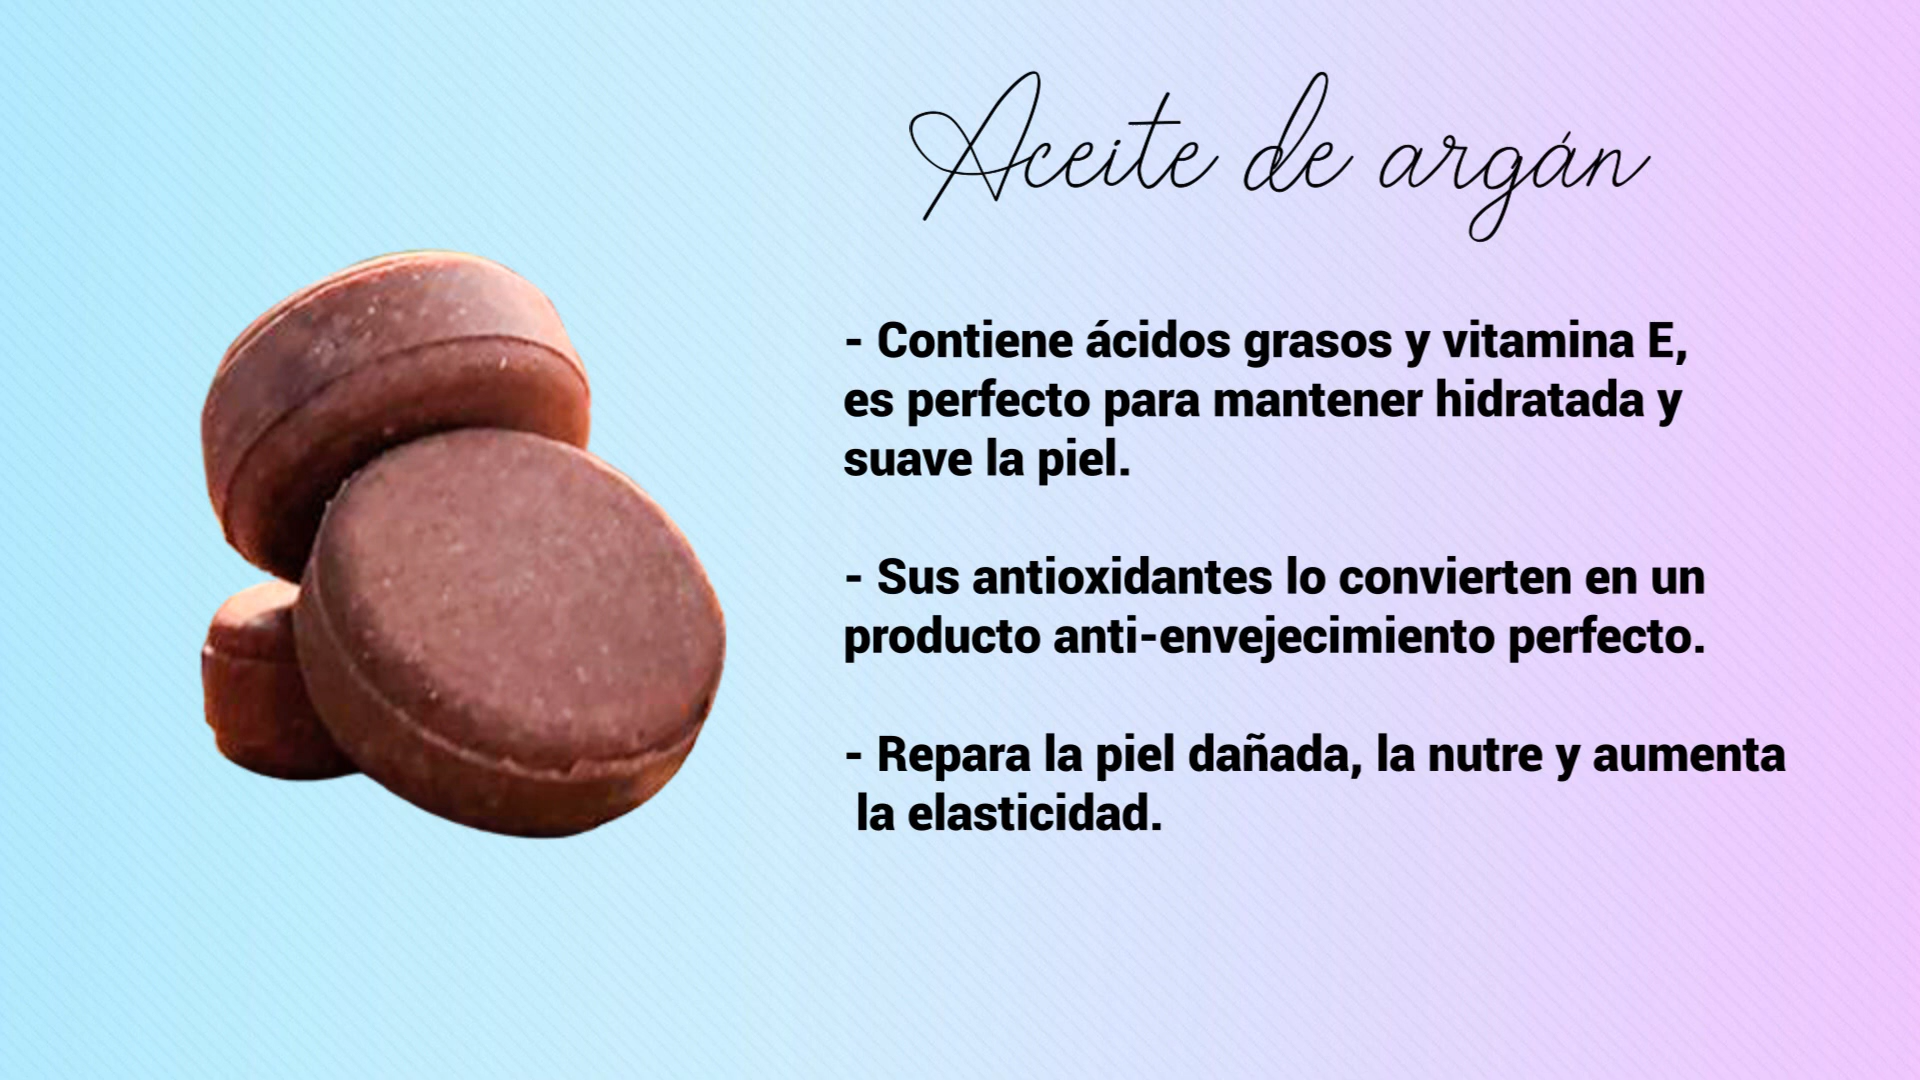 Aceite de argán
- Contiene ácidos grasos y vitamina E,
es perfecto para mantener hidratada y
suave la piel.
- Sus antioxidantes lo convierten en un
producto anti-envejecimiento perfecto.
- Repara la piel dañada, la nutre y aumenta
la elasticidad.